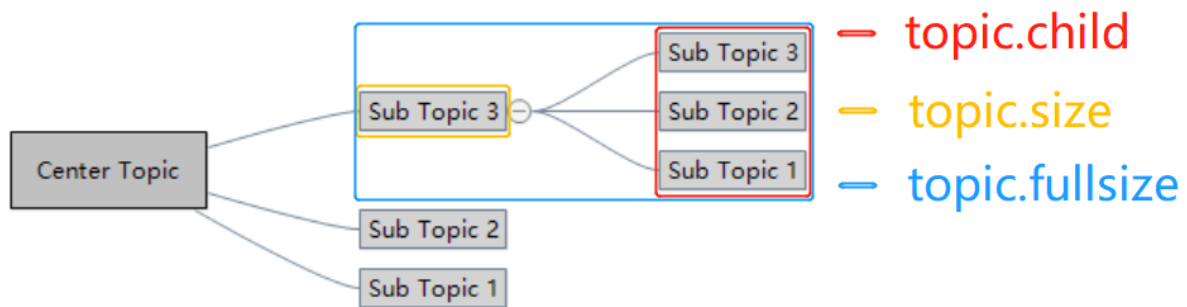 Center Topic
Sub Topic 3
Sub Topic 2
Sub Topic 1
Sub Topic 3
Sub Topic 2
Sub Topic 1
topic.child
topic.size
topic.fullsize